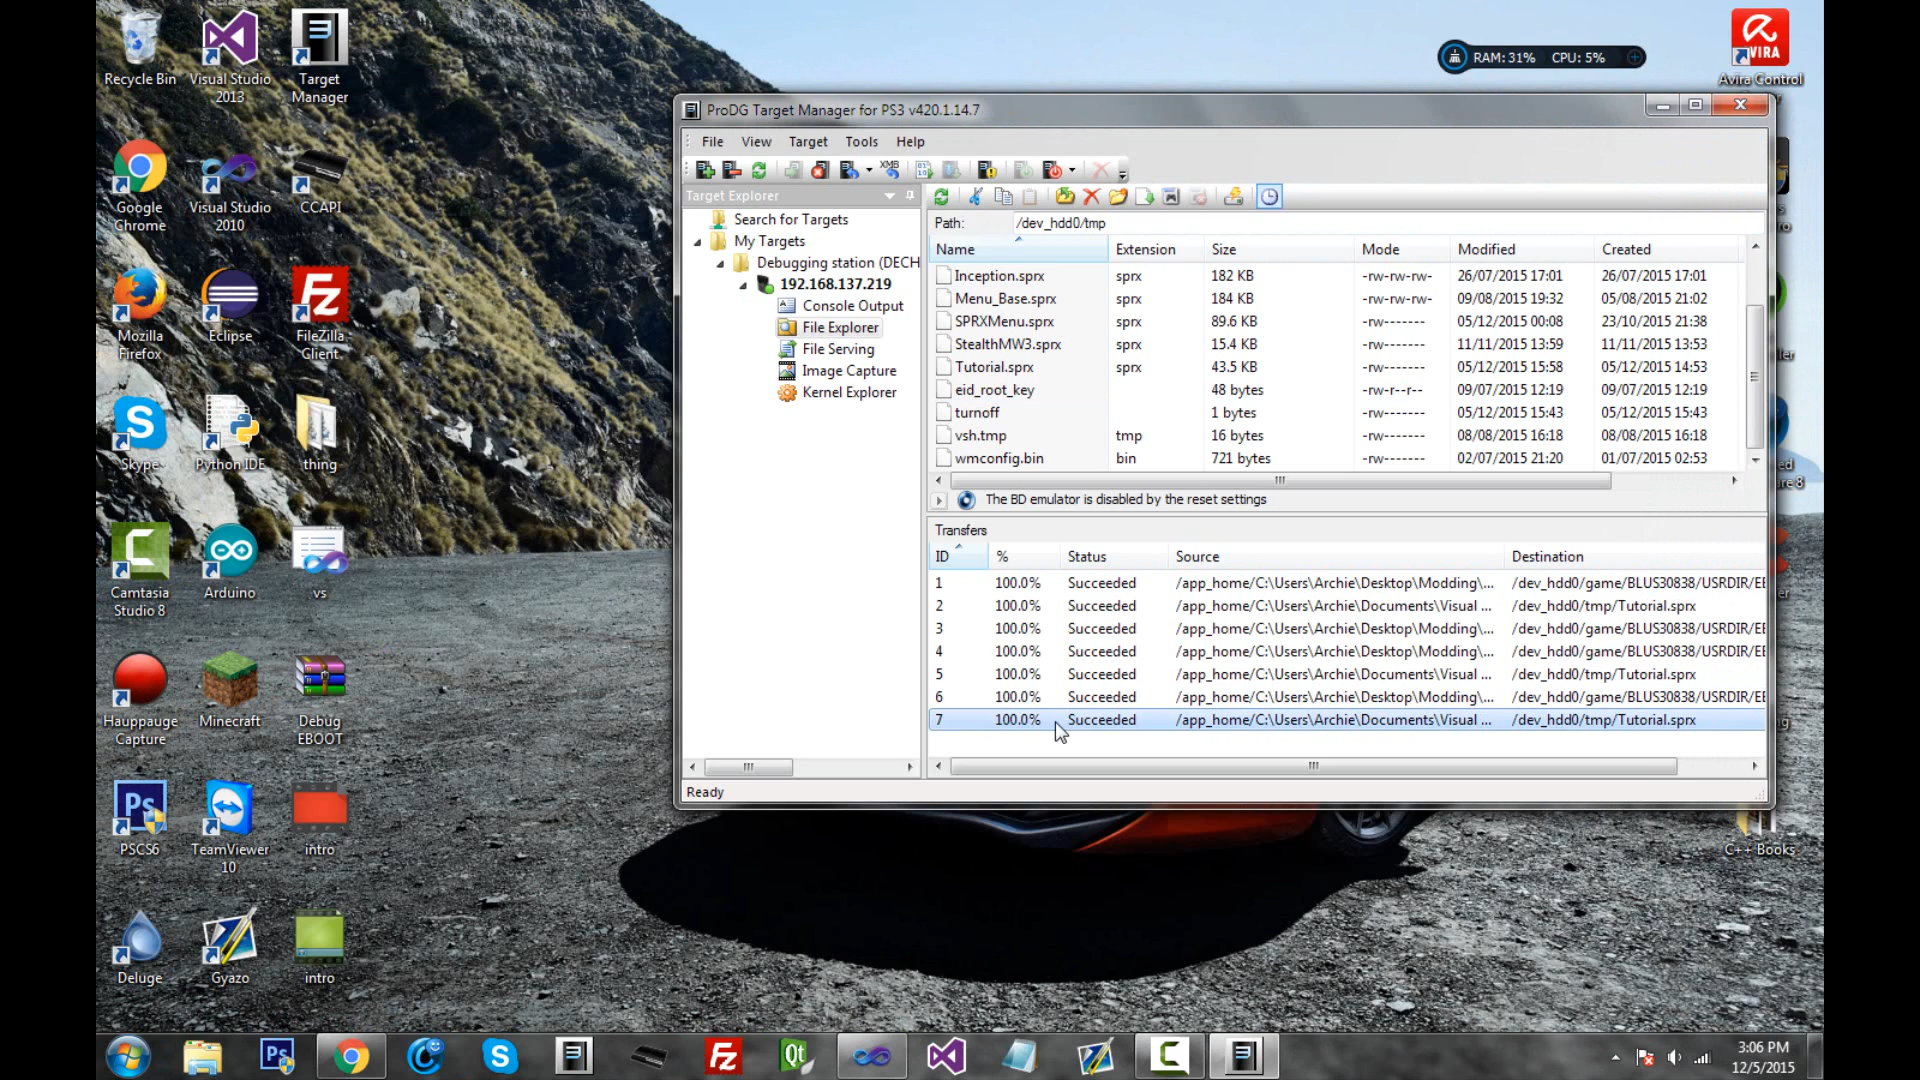 Recycle Bin
Visual Studio 2013
Target Manager
RAM: 31% CPU: 5%
VIRA
Avira Control
Google Chrome
Visual Studio 2010
CCAPI
Mozilla Firefox
Eclipse
FileZilla Client
Skype
Python IDE
thing
Camtasia Studio 8
Arduino
vs
Hauppauge Capture
Minecraft
Debug EBOOT
PSCS6
TeamViewer 10
intro
Deluge
Gyazo
intro
C++ Books
ProDG Target Manager for PS3 v420.1.14.7
File View Target Tools Help
XMB
Target Explorer
Search for Targets
My Targets
Debugging station (DECH
192.168.137.219
Console Output
File Explorer
File Serving
Image Capture
Kernel Explorer
Path: /dev_hdd0/tmp
Name Extension Size Mode Modified Created
Inception.sprx sprx 182 KB -rw-rw-rw- 26/07/2015 17:01 26/07/2015 17:01
Menu_Base.sprx sprx 184 KB -rw-rw-rw- 09/08/2015 19:32 05/08/2015 21:02
SPRXMenu.sprx sprx 89.6 KB -rw------- 05/12/2015 00:08 23/10/2015 21:38
StealthMW3.sprx sprx 15.4 KB -rw------- 11/11/2015 13:59 11/11/2015 13:53
Tutorial.sprx sprx 43.5 KB -rw------- 05/12/2015 15:58 05/12/2015 14:53
eid_root_key 48 bytes -rw-r--r-- 09/07/2015 12:19 09/07/2015 12:19
turnoff 1 bytes -rw------- 05/12/2015 15:43 05/12/2015 15:43
vsh.tmp tmp 16 bytes -rw------- 08/08/2015 16:18 08/08/2015 16:18
wmconfig.bin bin 721 bytes -rw------- 02/07/2015 21:20 01/07/2015 02:53
The BD emulator is disabled by the reset settings
Transfers
ID % Status Source Destination
1 100.0% Succeeded /app_home/C:\Users\Archie\Desktop\Modding\... /dev_hdd0/game/BLUS30838/USRDIR/EE
2 100.0% Succeeded /app_home/C:\Users\Archie\Documents\Visual ... /dev_hdd0/tmp/Tutorial.sprx
3 100.0% Succeeded /app_home/C:\Users\Archie\Desktop\Modding\... /dev_hdd0/game/BLUS30838/USRDIR/EE
4 100.0% Succeeded /app_home/C:\Users\Archie\Desktop\Modding\... /dev_hdd0/game/BLUS30838/USRDIR/EE
5 100.0% Succeeded /app_home/C:\Users\Archie\Documents\Visual ... /dev_hdd0/tmp/Tutorial.sprx
6 100.0% Succeeded /app_home/C:\Users\Archie\Desktop\Modding\... /dev_hdd0/game/BLUS30838/USRDIR/EE
7 100.0% Succeeded /app_home/C:\Users\Archie\Documents\Visual ... /dev_hdd0/tmp/Tutorial.sprx
Ready
3:06 PM
12/5/2015